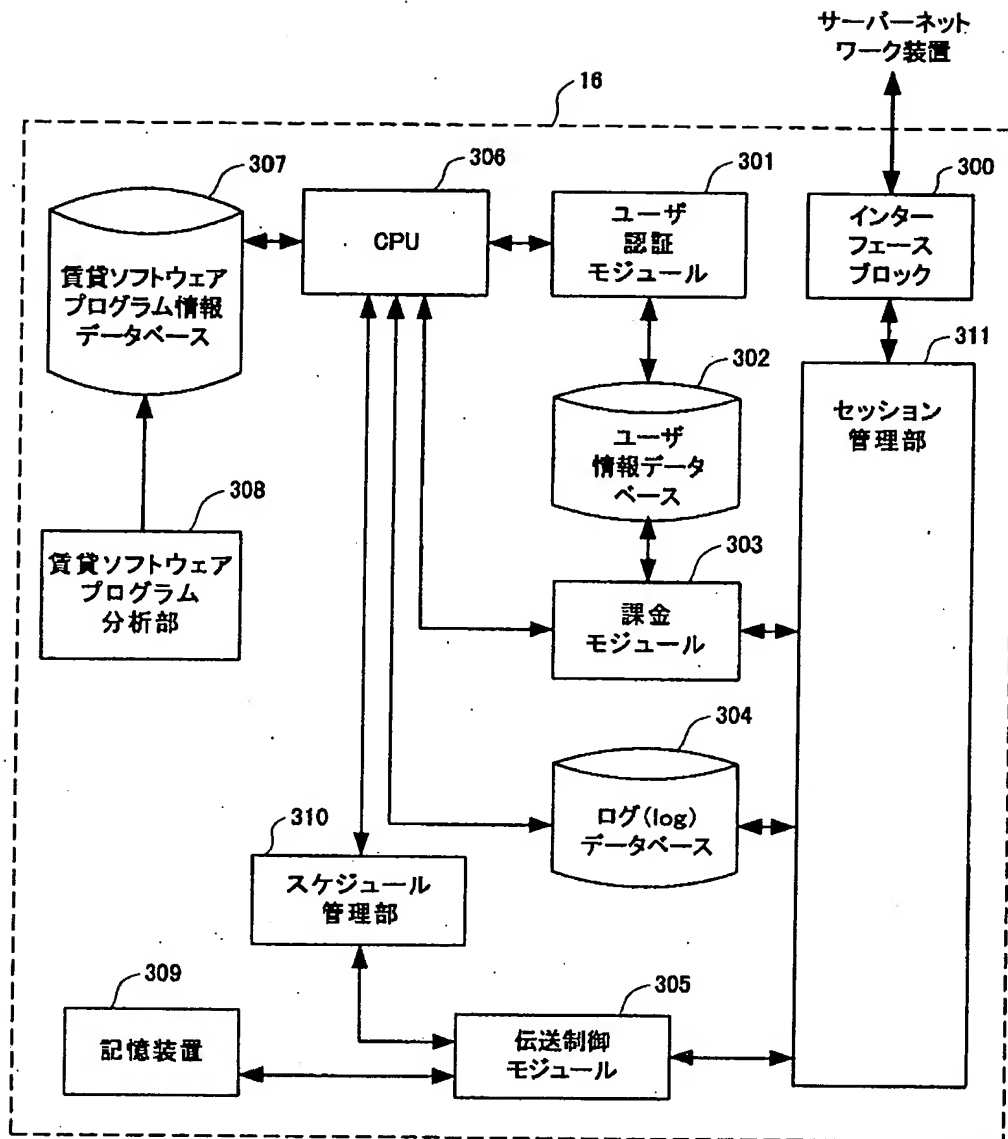 サーバーネット
ワーク装置
16
307
306
301
300
賃貸ソフトウェア
プログラム情報
データベース
CPU
ユーザ
認証
モジュール
インター
フェース
ブロック
311
302
セッション
管理部
ユーザ
情報データ
ベース
308
賃貸ソフトウェア
プログラム
分析部
303
課金
モジュール
304
ログ(log)
データベース
310
スケジュール
管理部
309
記憶装置
305
伝送制御
モジュール